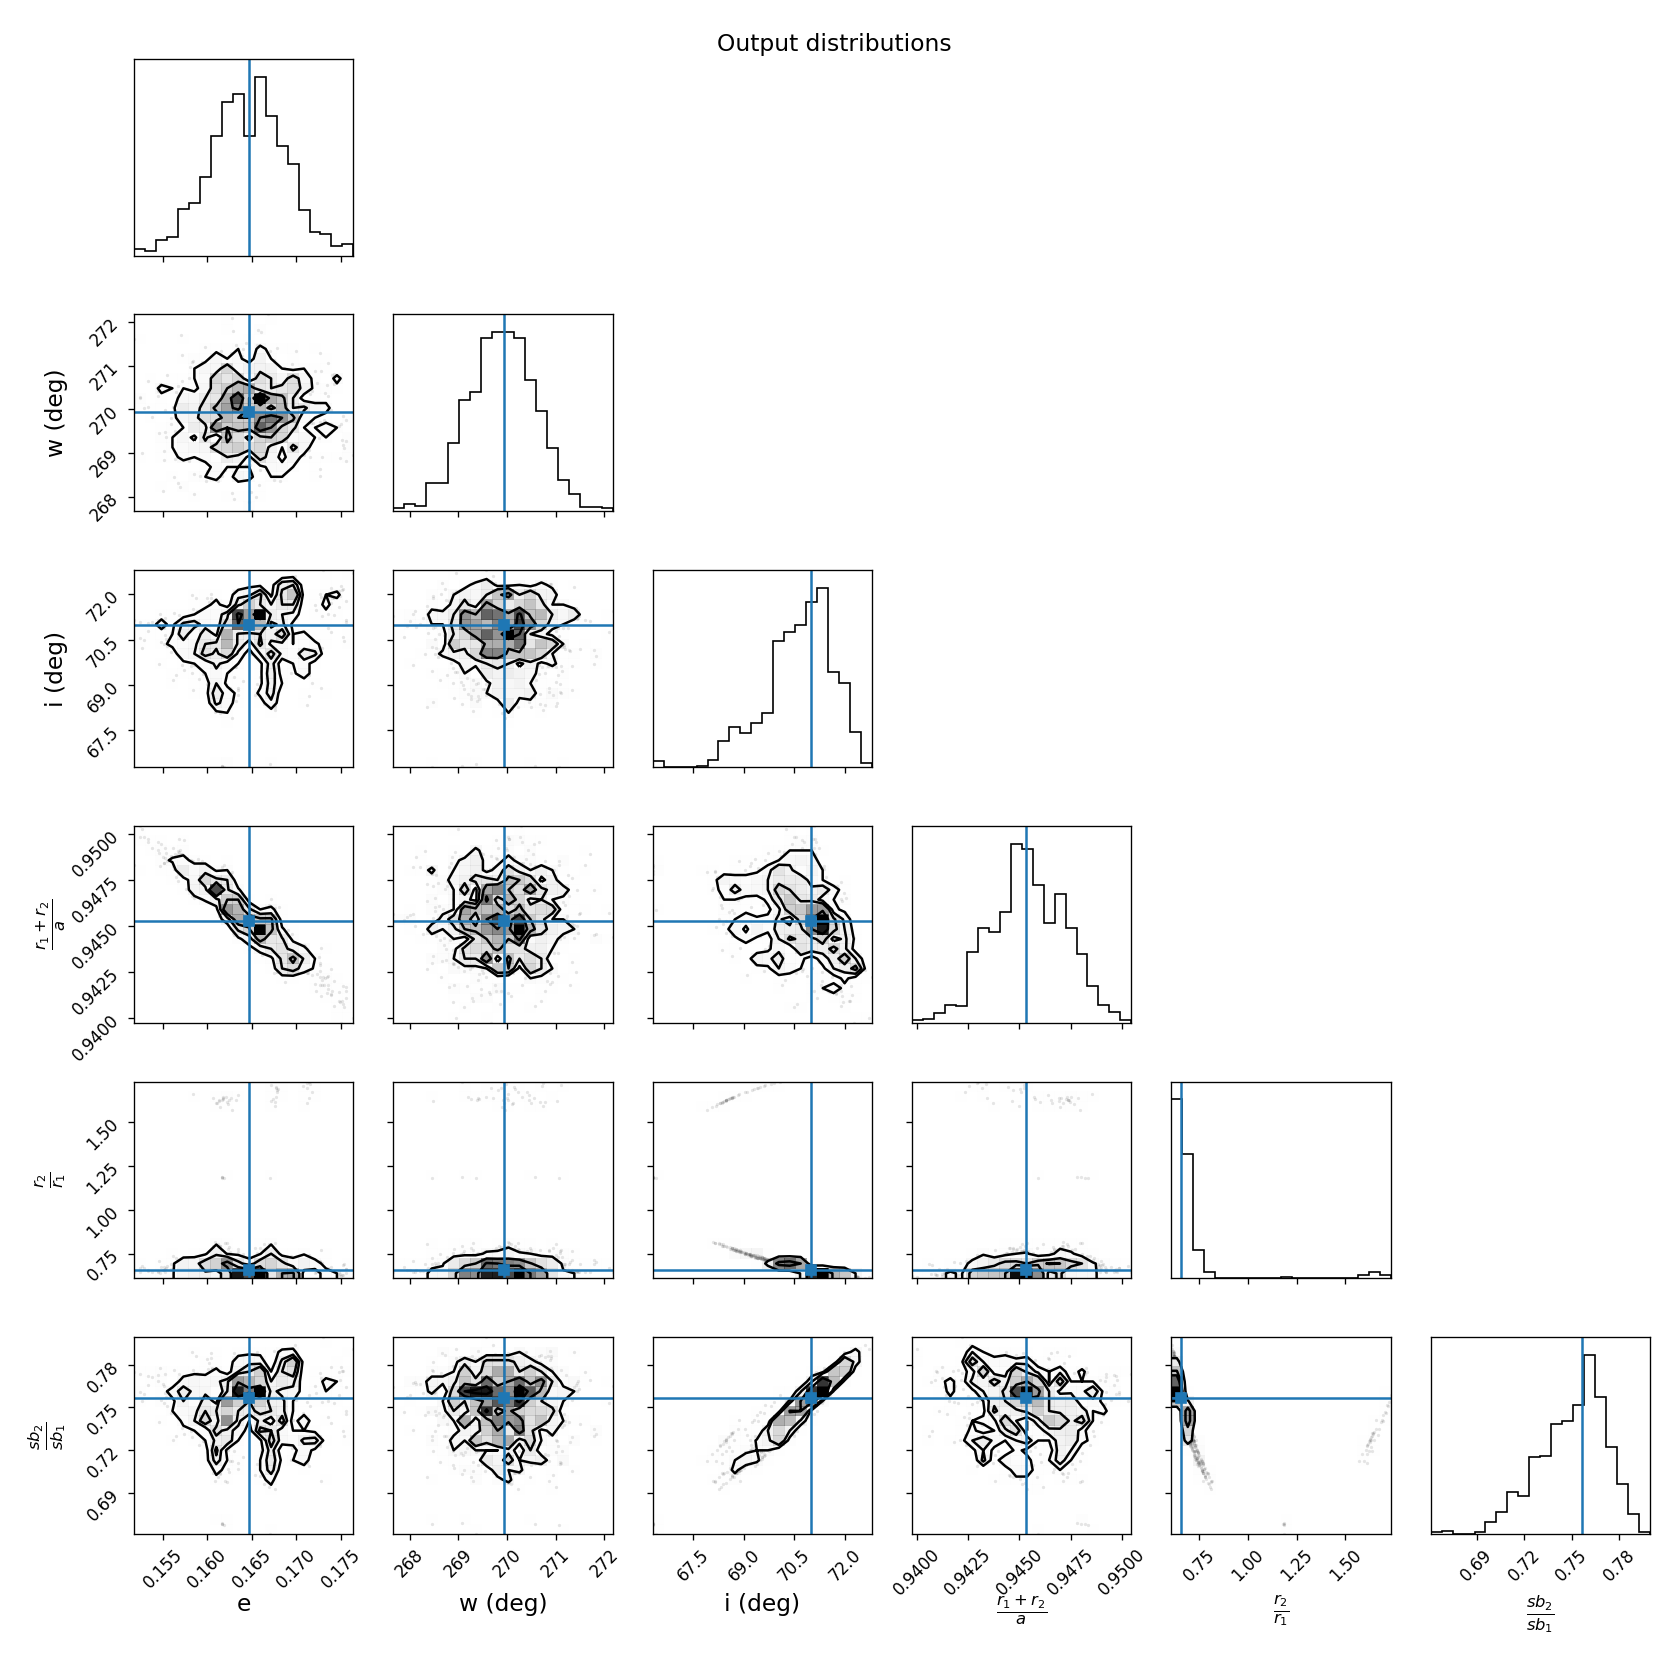 Output distributions
272
271
270
269
268
w (deg)
72.0
70.5
69.0
67.5
i (deg)
0.9500
0.9475
0.9450
0.9425
0.9400
r₁ + r₂
a
1.50
1.25
1.00
0.75
r₂
r₁
0.78
0.75
0.72
0.69
sb₂
sb₁
0.155 0.160 0.165 0.170 0.175
268 269 270 271 272
67.5 69.0 70.5 72.0
0.9400 0.9425 0.9450 0.9475 0.9500
0.75 1.00 1.25 1.50
0.69 0.72 0.75 0.78
e
w (deg)
i (deg)
r₁ + r₂
a
r₂
r₁
sb₂
sb₁